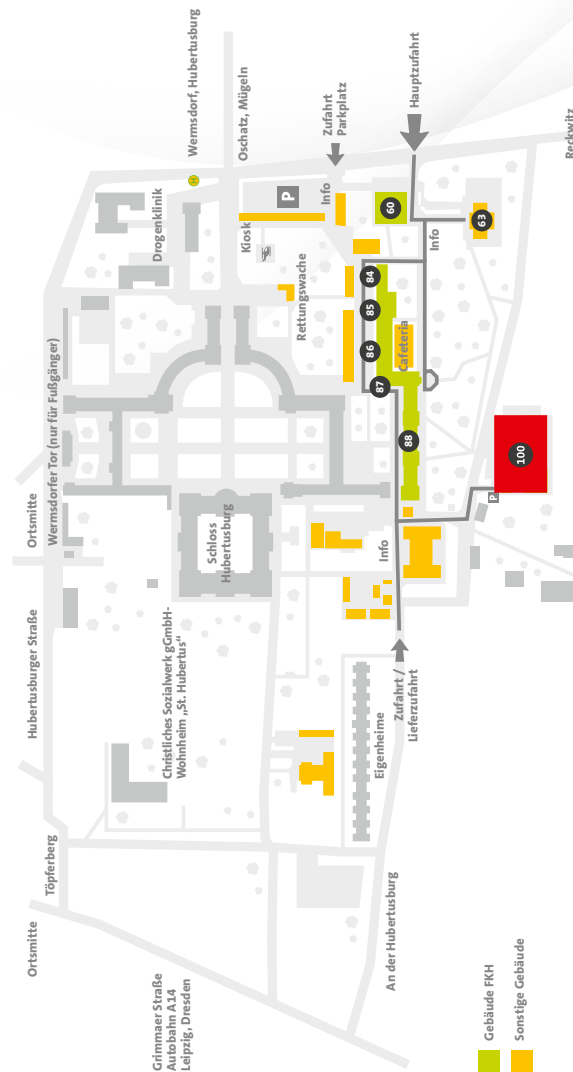 Ortsmitte
Töpferberg
Hubertusburger Straße
Ortsmitte
Wermsdorfer Tor (nur für Fußgänger)
Grimmaer Straße
Autobahn A14
Leipzig, Dresden
Christliches Sozialwerk gGmbH-
Wohnheim „St. Hubertus“
Schloss
Hubertusburg
Drogenklinik
H
Wermsdorf, Hubertusburg
Oschatz, Mügeln
Kiosk
P
Rettungswache
Info
Zufahrt
Parkplatz
Eigenheime
Info
87
86
85
84
60
Cafeteria
88
Hauptzufahrt
Zufahrt /
Lieferzufahrt
An der Hubertusburg
Info
63
P
100
Reckwitz
Gebäude FKH
Sonstige Gebäude